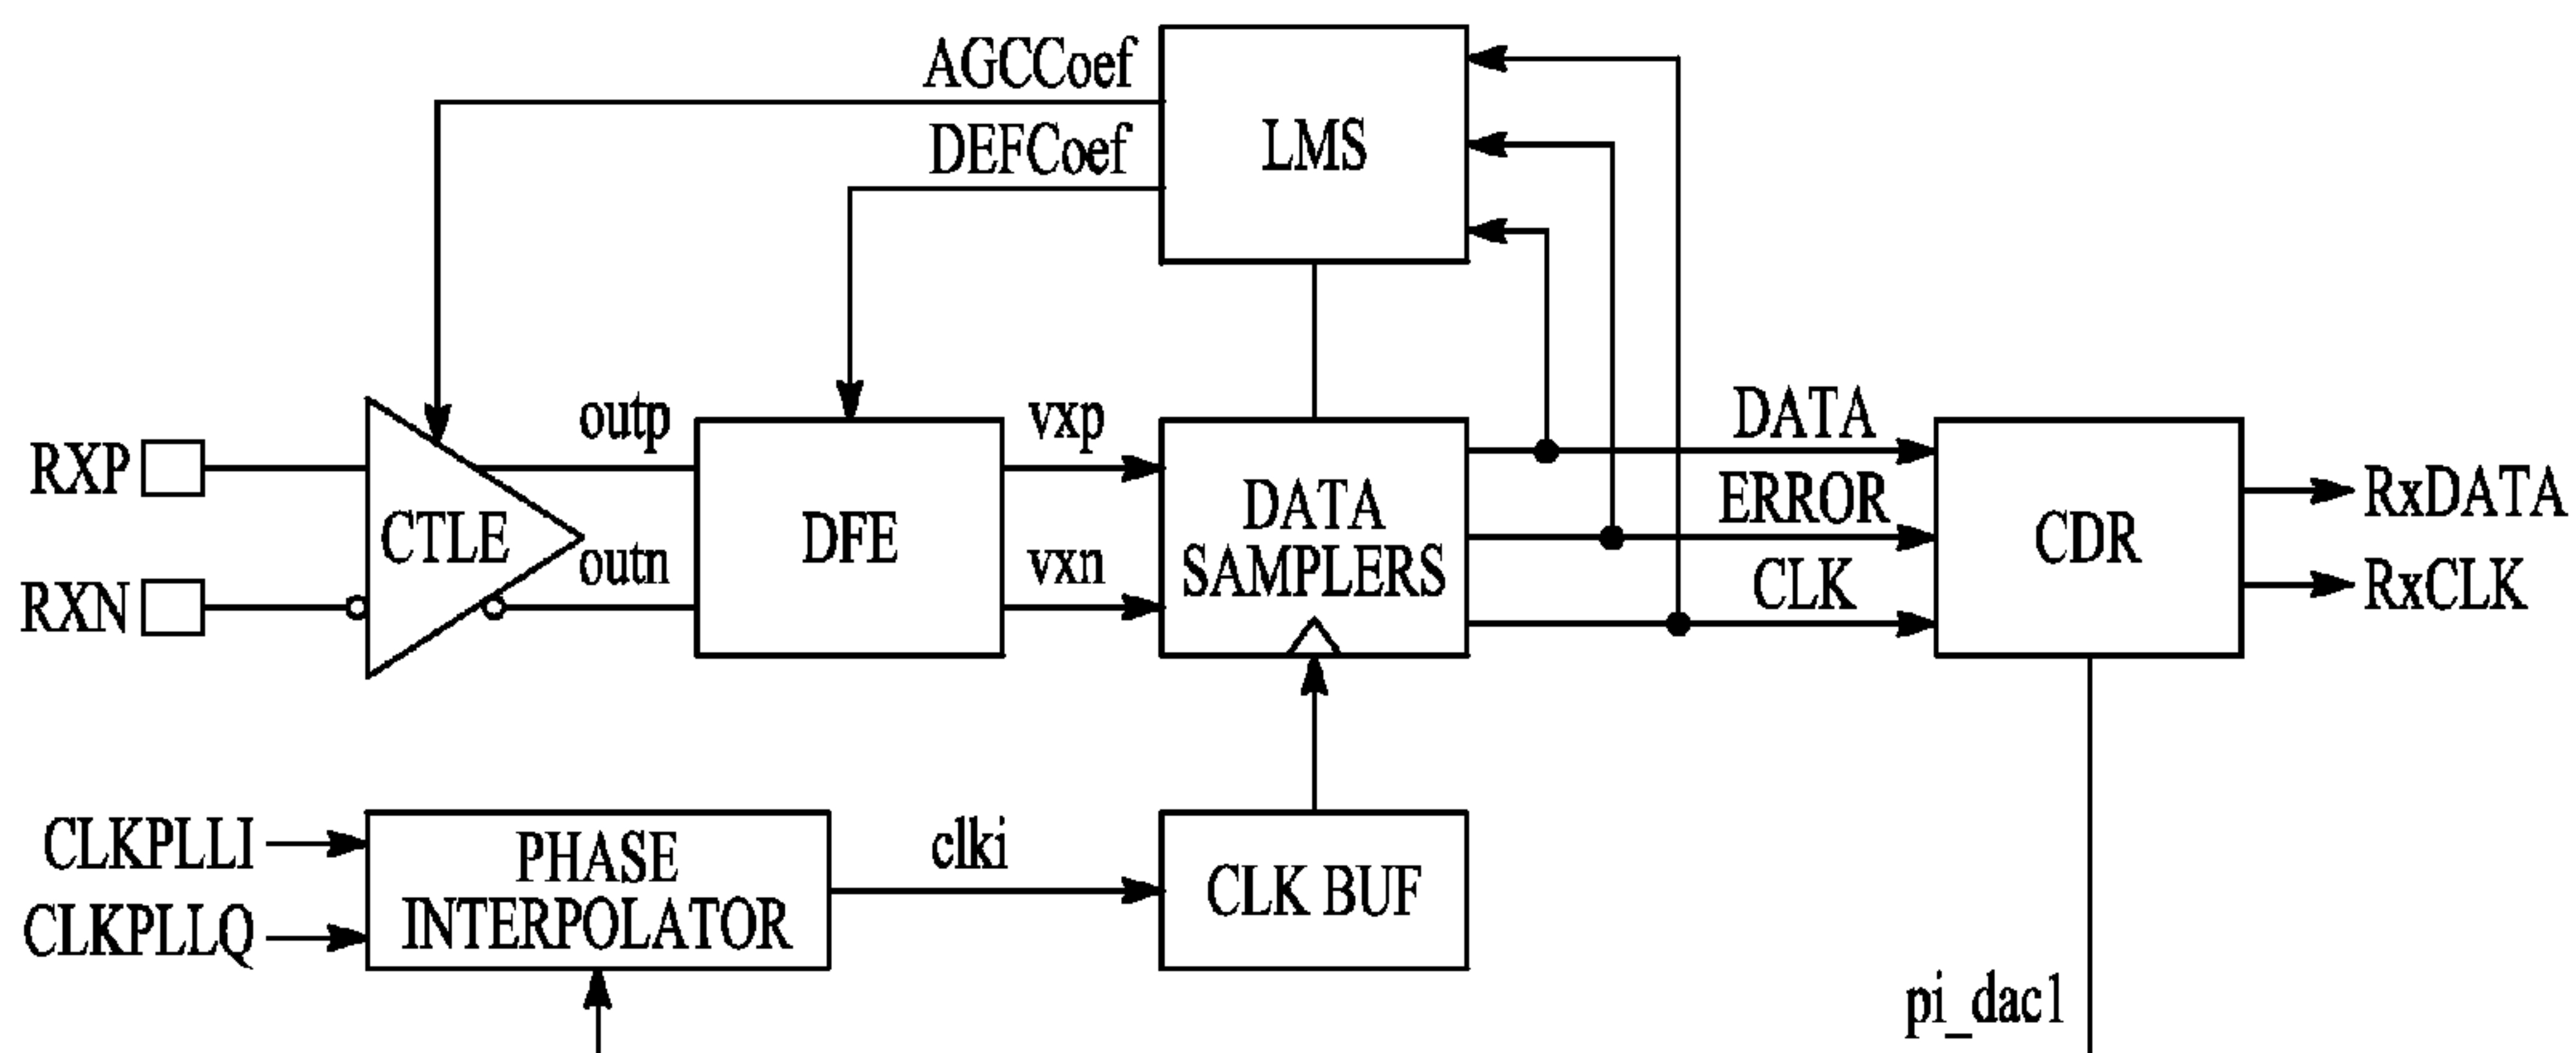 AGCCoef
DEFCoef
LMS
RXP
RXN
CTLE
outp
outn
DFE
vxp
vxn
DATA
SAMPLERS
DATA
ERROR
CLK
CDR
RxDATA
RxCLK
CLKPLLI
CLKPLLQ
PHASE
INTERPOLATOR
clki
CLK BUF
pi_dac1